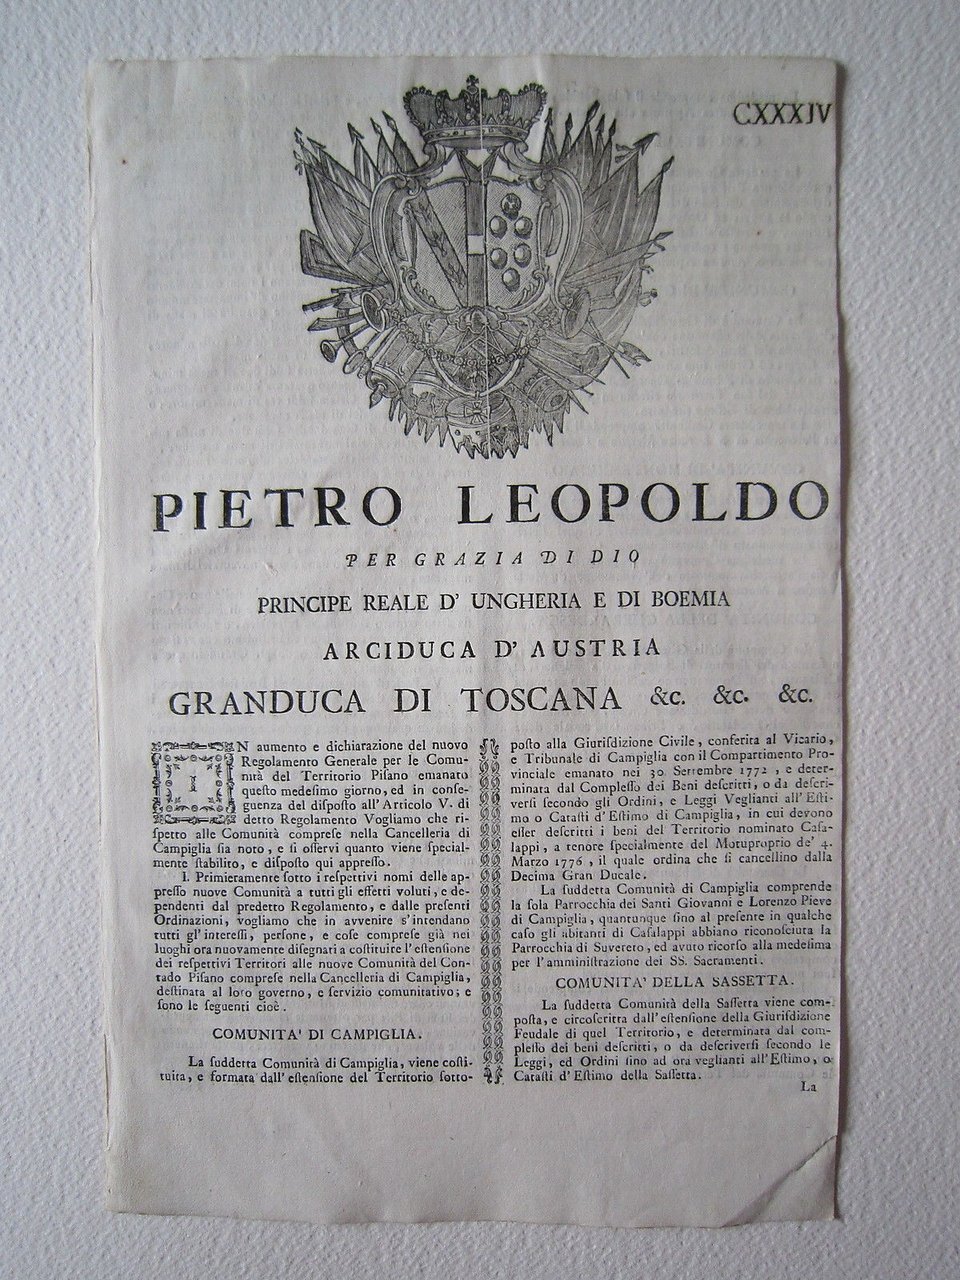 CXXXIV
PIETRO LEOPOLDO
PER GRAZIA DI DIO
PRINCIPE REALE D' UNGHERIA E DI BOEMIA
ARCIDUCA D' AUSTRIA
GRANDUCA DI TOSCANA &c. &c. &c.
IN aumento e dichiarazione del nuovo
Regolamento Generale per le Comu-
nità del Territorio Pisano emanato
queſto medeſimo giorno, ed in conſe-
guenza del diſpoſto all' Articolo V. di
detto Regolamento Vogliamo che ri-
ſpetto alle Comunità compreſe nella Cancelleria di
Campiglia ſia noto, e ſi oſſervi quanto viene ſpecial-
mente ſtabilito, e diſpoſto qui appreſſo.
I. Primieramente ſotto i reſpettivi nomi delle ap-
preſſo nuove Comunità a tutti gli effetti voluti, e de-
pendenti dal predetto Regolamento, e dalle preſenti
Ordinazioni, vogliamo che in avvenire s' intendano
tutti gl' intereſſi, perſone, e coſe compreſe già nei
luoghi ora nuovamente diſegnati a coſtituire l' eſtenſione
dei reſpettivi Territori alle nuove Comunità del Con-
tado Piſano compreſe nella Cancelleria di Campiglia,
deſtinata al loro governo, e ſervizio comunitativo; e
ſono le ſeguenti cioè.
COMUNITA' DI CAMPIGLIA.
La ſuddetta Comunità di Campiglia, viene coſti-
tuita, e formata dall' eſtenſione del Territorio ſotto-
poſto alla Giuriſdizione Civile, conferita al Vicario,
e Tribunale di Campiglia con il Compartimento Pro-
vinciale emanato nei 30 Settembre 1772, e deter-
minata dal Compleſſo dei Beni deſcritti, o da deſcri-
verſi ſecondo gli Ordini, e Leggi Veglianti all' Eſti-
mo o Cataſti d' Eſtimo di Campiglia, in cui devono
eſſer deſcritti i beni del Territorio nominato Caſa-
lappi, a tenore ſpecialmente del Motuproprio de' 4.
Marzo 1776, il quale ordina che ſi cancellino dalla
Decima Gran Ducale.
La ſuddetta Comunità di Campiglia comprende
la ſola Parrocchia dei Santi Giovanni e Lorenzo Pieve
di Campiglia, quantunque ſino al preſente in qualche
caſo gli abitanti di Caſalappi abbiano riconoſciuta la
Parrocchia di Suvereto, ed avuto ricorſo alla medeſima
per l' amminiſtrazione dei SS. Sacramenti.
COMUNITA' DELLA SASSETTA.
La ſuddetta Comunità della Saſſetta viene com-
poſta, e circoſcritta dall' eſtenſione della Giuriſdizione
Feudale di quel Territorio, e determinata dal com-
pleſſo dei beni deſcritti, o da deſcriverſi ſecondo le
Leggi, ed Ordini ſino ad ora veglianti all' Eſtimo, o
Cataſti d' Eſtimo della Saſſetta.
La